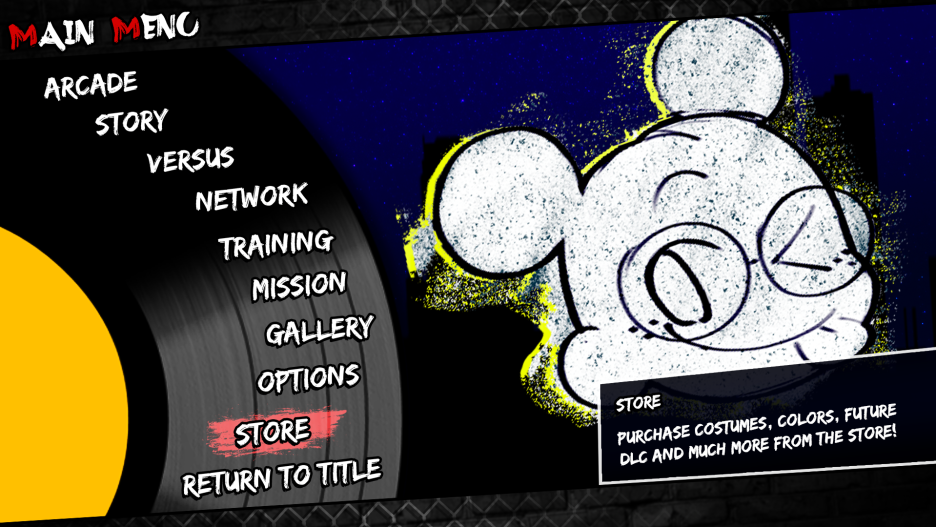 MAIN MENU
ARCADE
STORY
VERSUS
NETWORK
TRAINING
MISSION
GALLERY
OPTIONS
STORE
RETURN TO TITLE
STORE
PURCHASE COSTUMES, COLORS, FUTURE
DLC AND MUCH MORE FROM THE STORE!